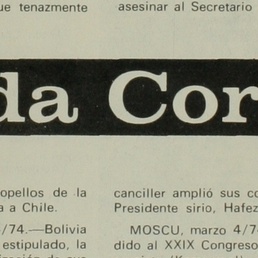 ue tenazmente
asesinar al Secretario
da Cor
opellos de la
a a Chile.
/74.—Bolivia
estipulado, la
canciller amplió sus co
Presidente sirio, Hafez
MOSCU, marzo 4/74
dido al XXIX Congreso